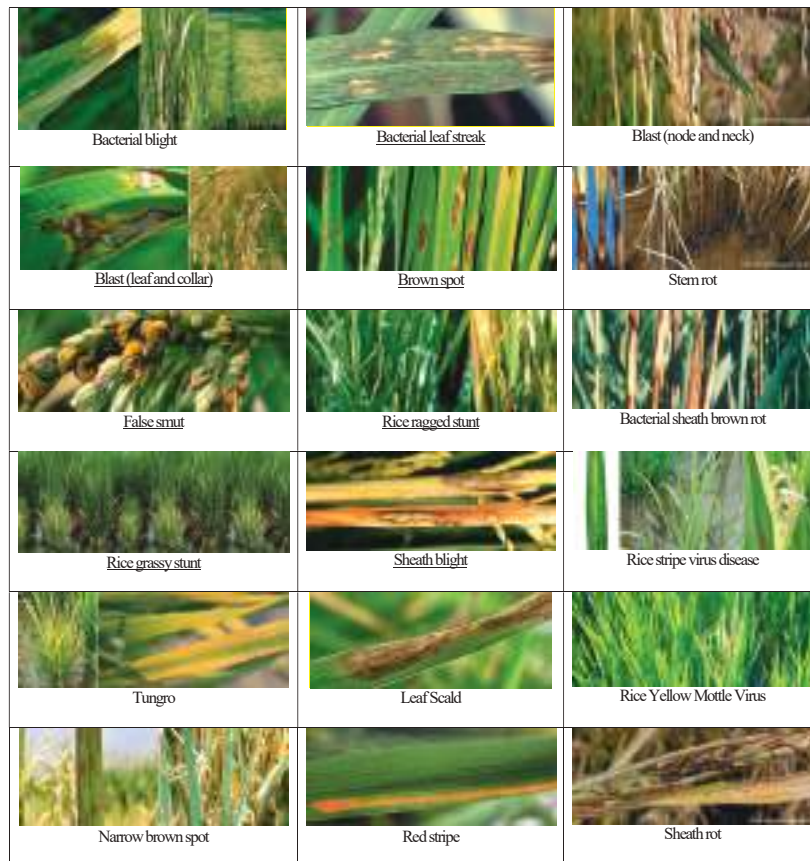 Bacterial blight
Bacterial leaf streak
Blast (node and neck)
Blast (leaf and collar)
Brown spot
Stem rot
False smut
Rice ragged stunt
Bacterial sheath brown rot
Rice grassy stunt
Sheath blight
Rice stripe virus disease
Tungro
Leaf Scald
Rice Yellow Mottle Virus
Narrow brown spot
Red stripe
Sheath rot